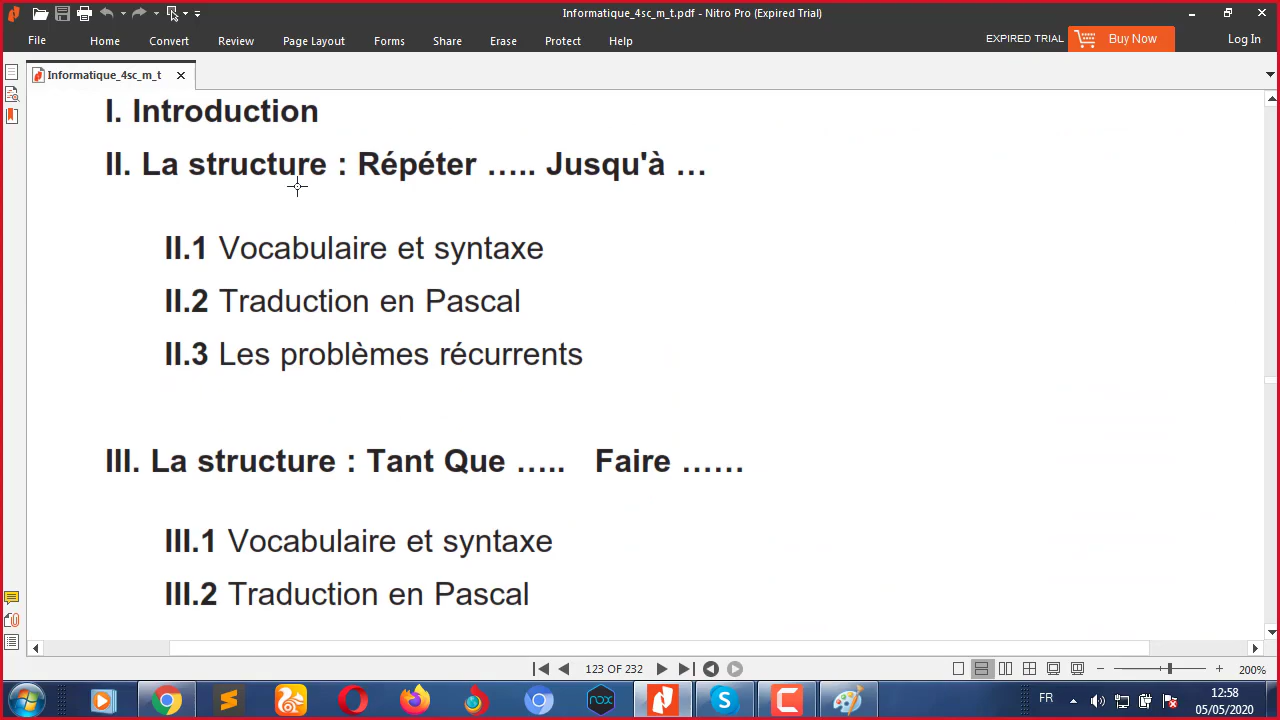 Informatique_4sc_m_t.pdf - Nitro Pro (Expired Trial)
File Home Convert Review Page Layout Forms Share Erase Protect Help EXPIRED TRIAL Buy Now Log In
Informatique_4sc_m_t
I. Introduction
II. La structure : Répéter ….. Jusqu'à …
II.1 Vocabulaire et syntaxe
II.2 Traduction en Pascal
II.3 Les problèmes récurrents
III. La structure : Tant Que ….. Faire ……
III.1 Vocabulaire et syntaxe
III.2 Traduction en Pascal
123 OF 232 200%
FR 12:58
05/05/2020